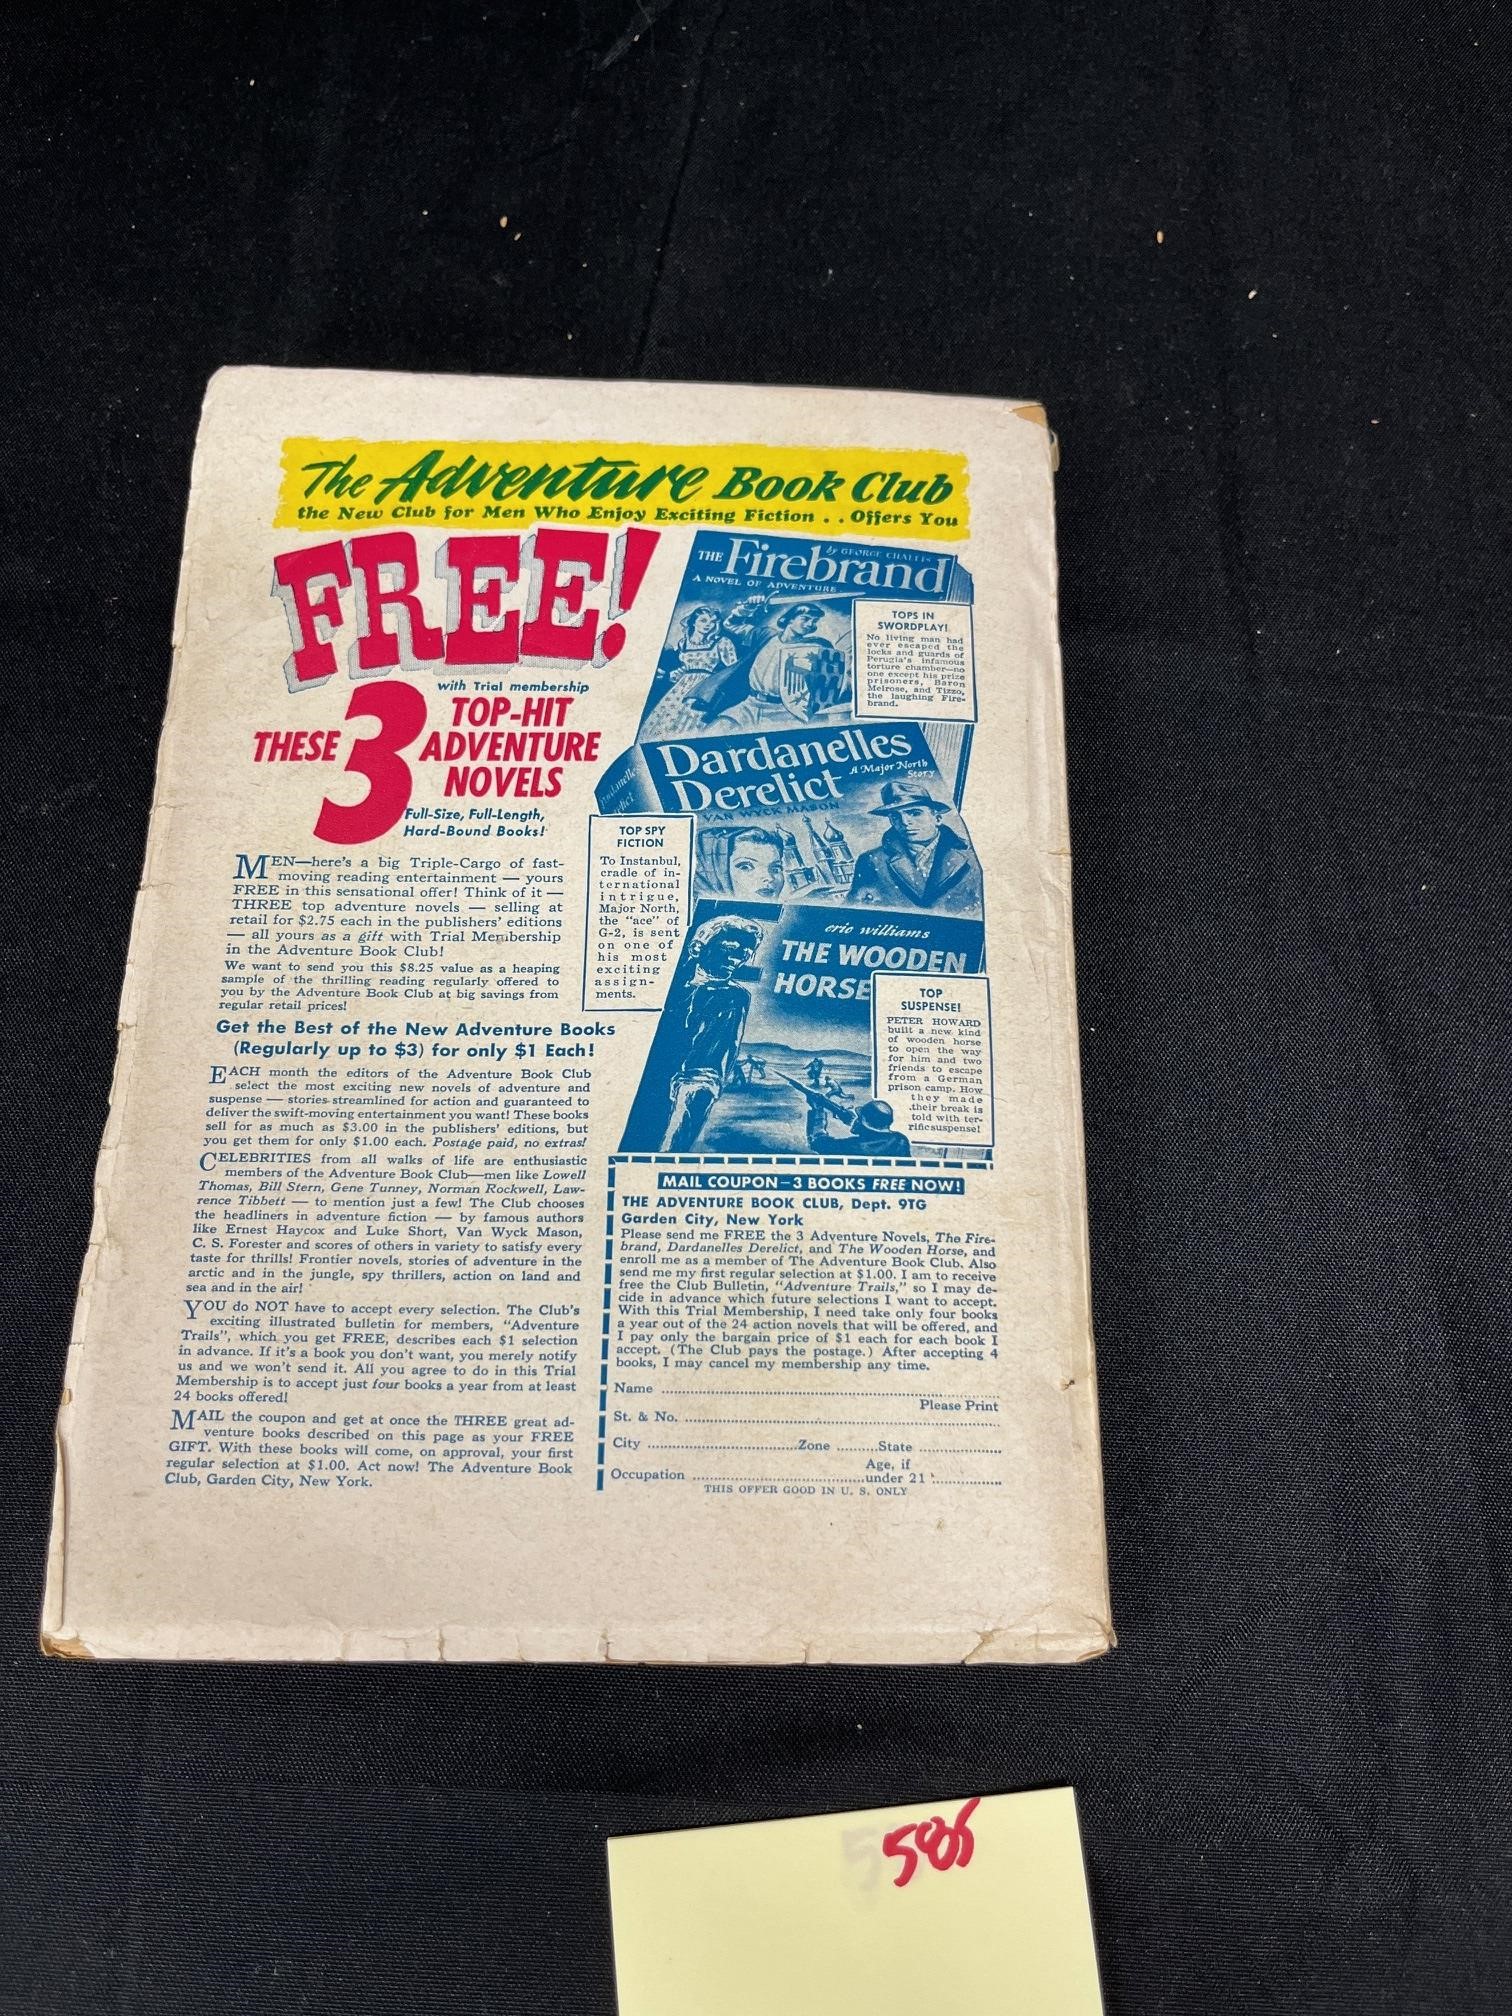 The Adventure Book Club
the New Club for Men Who Enjoy Exciting Fiction . . Offers You
FREE!
with Trial membership
THESE 3 TOP-HIT
ADVENTURE
NOVELS
Full-Size, Full-Length,
Hard-Bound Books!
MEN—here's a big Triple-Cargo of fast-
moving reading entertainment — yours
FREE in this sensational offer! Think of it —
THREE top adventure novels — selling at
retail for $2.75 each in the publishers' editions
— all yours as a gift with Trial Membership
in the Adventure Book Club!
We want to send you this $8.25 value as a heaping
sample of the thrilling reading regularly offered to
you by the Adventure Book Club at big savings from
regular retail prices!
Get the Best of the New Adventure Books
(Regularly up to $3) for only $1 Each!
EACH month the editors of the Adventure Book Club
select the most exciting new novels of adventure and
suspense — stories streamlined for action and guaranteed to
deliver the swift-moving entertainment you want! These books
sell for as much as $3.00 in the publishers' editions, but
you get them for only $1.00 each. Postage paid, no extras!
CELEBRITIES from all walks of life are enthusiastic
members of the Adventure Book Club—men like Lowell
Thomas, Bill Stern, Gene Tunney, Norman Rockwell, Law-
rence Tibbett — to mention just a few! The Club chooses
the headliners in adventure fiction — by famous authors
like Ernest Haycox and Luke Short, Van Wyck Mason,
C. S. Forester and scores of others in variety to satisfy every
taste for thrills! Frontier novels, stories of adventure in the
arctic and in the jungle, spy thrillers, action on land and
sea and in the air!
YOU do NOT have to accept every selection. The Club's
exciting illustrated bulletin for members, "Adventure
Trails", which you get FREE, describes each $1 selection
in advance. If it's a book you don't want, you merely notify
us and we won't send it. All you agree to do in this Trial
Membership is to accept just four books a year from at least
24 books offered!
MAIL the coupon and get at once the THREE great ad-
venture books described on this page as your FREE
GIFT. With these books will come, on approval, your first
regular selection at $1.00. Act now! The Adventure Book
Club, Garden City, New York.
THE Firebrand
by GEORGE CHALLIS
A NOVEL OF ADVENTURE
TOPS IN
SWORDPLAY!
No living man had
ever escaped the
locks and guards of
Perugia's infamous
torture chamber—no
one except his prize
prisoners, Baron
Melrose, and Tizzo,
the laughing Fire-
brand.
Dardanelles
Derelict
A Major North
Story
VAN WYCK MASON
TOP SPY
FICTION
To Instanbul,
cradle of in-
ternational
intrigue,
Major North,
the "ace" of
G-2, is sent
on one of
his most
exciting
assign-
ments.
eric williams
THE WOODEN
HORSE
TOP
SUSPENSE!
PETER HOWARD
built a new kind
of wooden horse
to open the way
for him and two
friends to escape
from a German
prison camp. How
they made
their break is
told with ter-
rific suspense!
MAIL COUPON—3 BOOKS FREE NOW!
THE ADVENTURE BOOK CLUB, Dept. 9TG
Garden City, New York
Please send me FREE the 3 Adventure Novels, The Fire-
brand, Dardanelles Derelict, and The Wooden Horse, and
enroll me as a member of The Adventure Book Club. Also
send me my first regular selection at $1.00. I am to receive
free the Club Bulletin, "Adventure Trails," so I may de-
cide in advance which future selections I want to accept.
With this Trial Membership, I need take only four books
a year out of the 24 action novels that will be offered, and
I pay only the bargain price of $1 each for each book I
accept. (The Club pays the postage.) After accepting 4
books, I may cancel my membership any time.
Name
Please Print
St. & No.
City Zone State
Age, if
Occupation under 21
THIS OFFER GOOD IN U. S. ONLY